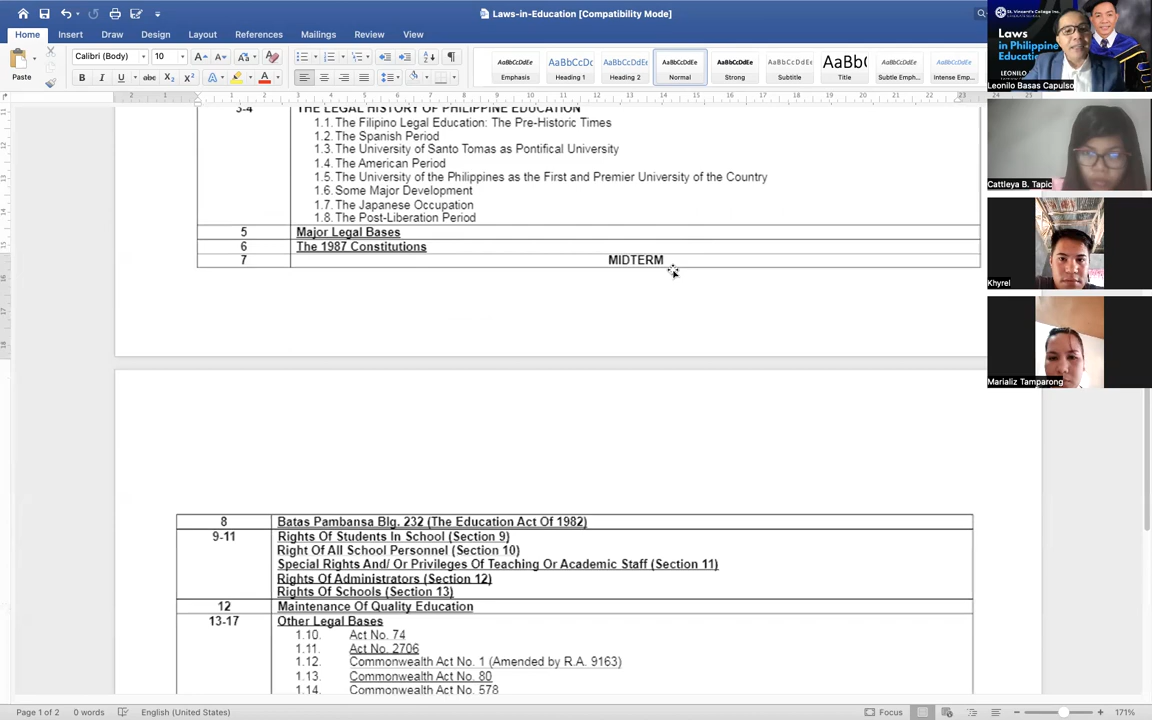 Laws-in-Education [Compatibility Mode]
Home Insert Draw Design Layout References Mailings Review View
Paste
Calibri (Body) 10
AaBbCcDdEe AaBbCcDc AaBbCcDdEe AaBbCcDdEe AaBbCcDdEe AaBbCcDdEe AaBb( AaBbCcDdEe AaBbCcDdEe
Emphasis Heading 1 Heading 2 Normal Strong Subtitle Title Subtle Emph... Intense Emp...
St. Vincent's College Inc.
Laws
in Philippine
Educatio
LEONILO
Leonilo Basas Capulso
Cattleya B. Tapic
Khyrel
Marializ Tamparong
3-4 THE LEGAL HISTORY OF PHILIPPINE EDUCATION
1.1. The Filipino Legal Education: The Pre-Historic Times
1.2. The Spanish Period
1.3. The University of Santo Tomas as Pontifical University
1.4. The American Period
1.5. The University of the Philippines as the First and Premier University of the Country
1.6. Some Major Development
1.7. The Japanese Occupation
1.8. The Post-Liberation Period
5 Major Legal Bases
6 The 1987 Constitutions
7 MIDTERM
8 Batas Pambansa Blg. 232 (The Education Act Of 1982)
9-11 Rights Of Students In School (Section 9)
Right Of All School Personnel (Section 10)
Special Rights And/ Or Privileges Of Teaching Or Academic Staff (Section 11)
Rights Of Administrators (Section 12)
Rights Of Schools (Section 13)
12 Maintenance Of Quality Education
13-17 Other Legal Bases
1.10. Act No. 74
1.11. Act No. 2706
1.12. Commonwealth Act No. 1 (Amended by R.A. 9163)
1.13. Commonwealth Act No. 80
1.14. Commonwealth Act No. 578
Page 1 of 2 0 words English (United States) Focus 171%